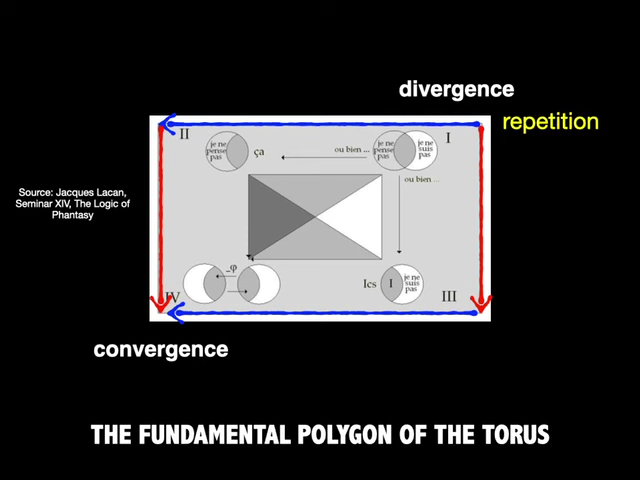 divergence
repetition
II
je ne
pense
pas
ça
ou bien ...
je ne
pense
pas
je ne
suis
pas
I
ou bien ...
Source: Jacques Lacan,
Seminar XIV, The Logic of
Phantasy
IV
_φ
Ics
I
je ne
suis
pas
III
convergence
THE FUNDAMENTAL POLYGON OF THE TORUS